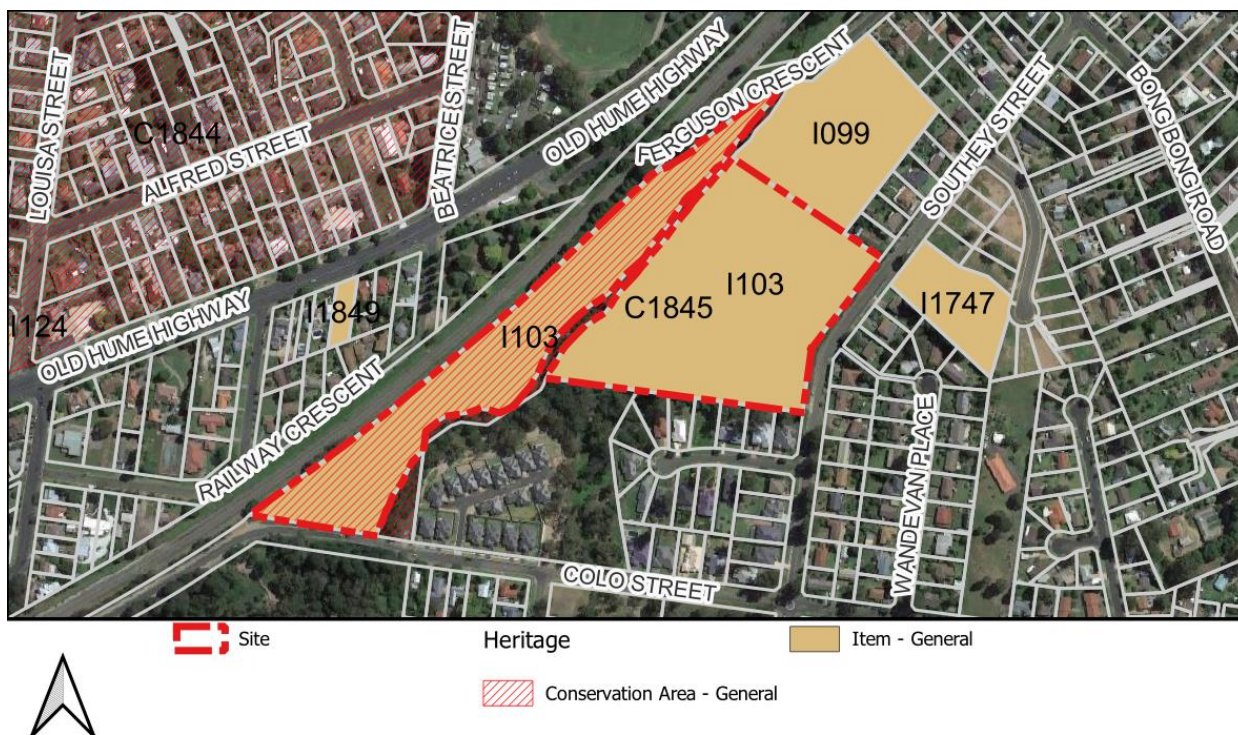 LOUISA STREET
C1844
ALFRED STREET
BEATRICE STREET
OLD HUME HIGHWAY
FERGUSON CRESCENT
I099
SOUTHEY STREET
BONG BONG ROAD
I103
C1845
I1747
I124
OLD HUME HIGHWAY
I1849
I103
RAILWAY CRESCENT
WANDEVAN PLACE
COLO STREET
Site
Heritage
Item - General
Conservation Area - General